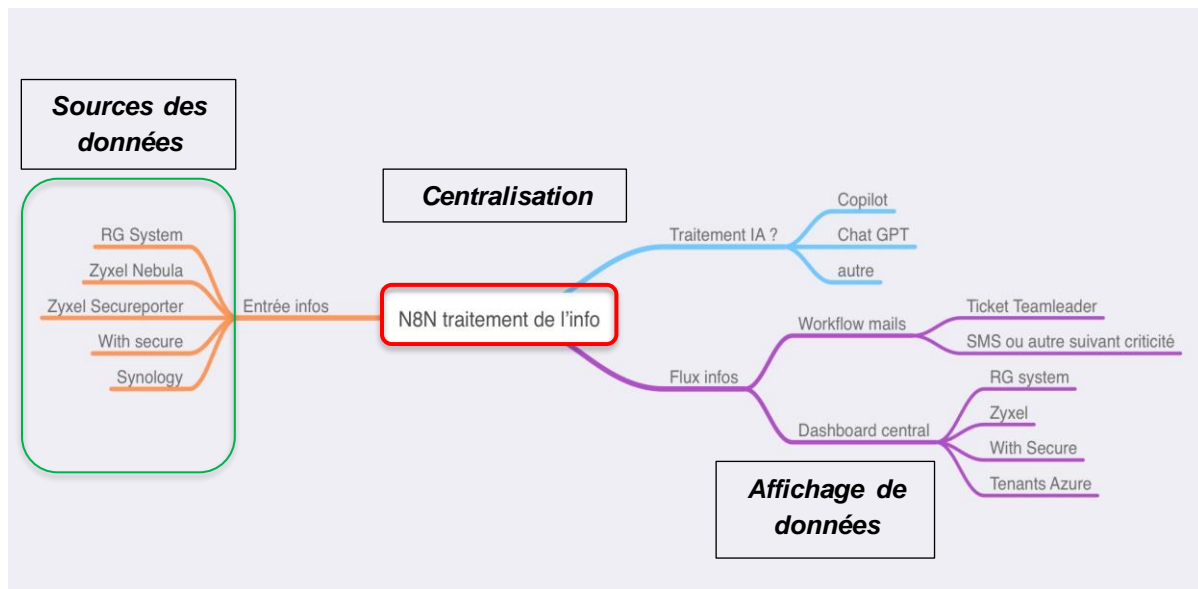 Sources des
données
RG System
Zyxel Nebula
Zyxel Secureporter
With secure
Synology
Entrée infos
Centralisation
N8N traitement de l'info
Traitement IA ?
Copilot
Chat GPT
autre
Flux infos
Workflow mails
Ticket Teamleader
SMS ou autre suivant criticité
Dashboard central
RG system
Zyxel
With Secure
Tenants Azure
Affichage de
données